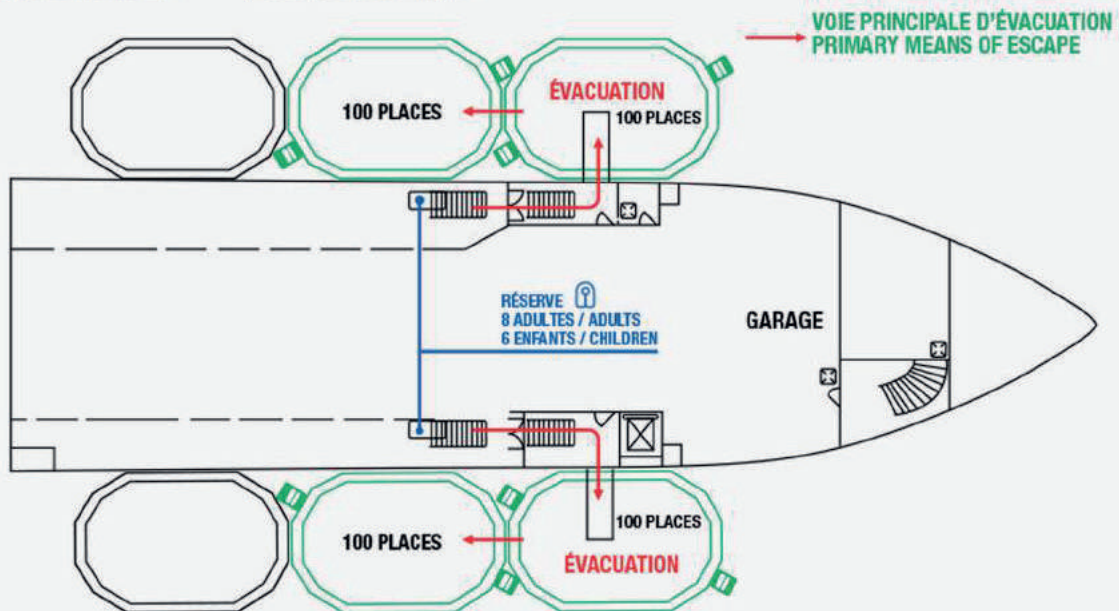 VOIE PRINCIPALE D'ÉVACUATION
PRIMARY MEANS OF ESCAPE
100 PLACES
ÉVACUATION
100 PLACES
RÉSERVE
8 ADULTES / ADULTS
6 ENFANTS / CHILDREN
GARAGE
100 PLACES
100 PLACES
ÉVACUATION